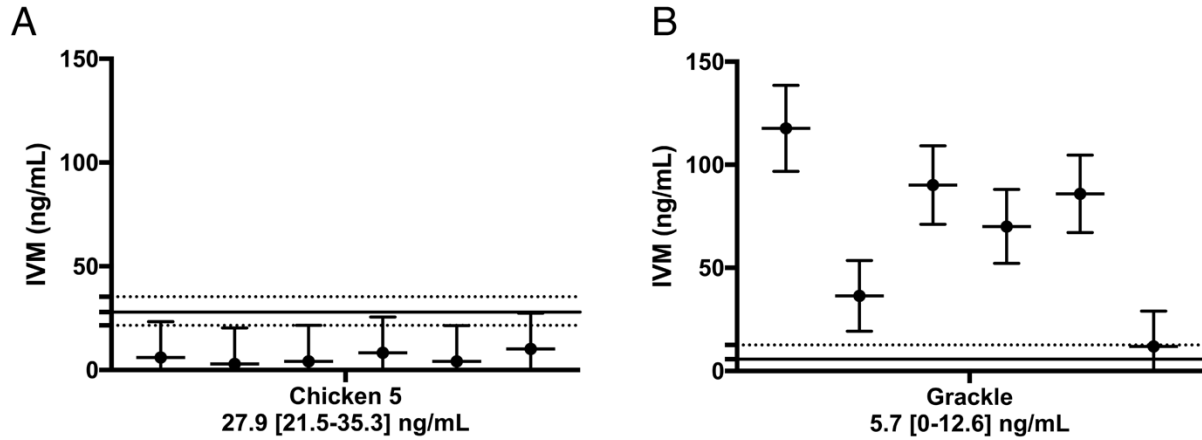 A
IVM (ng/mL)
150
100
50
0
Chicken 5
27.9 [21.5-35.3] ng/mL
B
IVM (ng/mL)
150
100
50
0
Grackle
5.7 [0-12.6] ng/mL